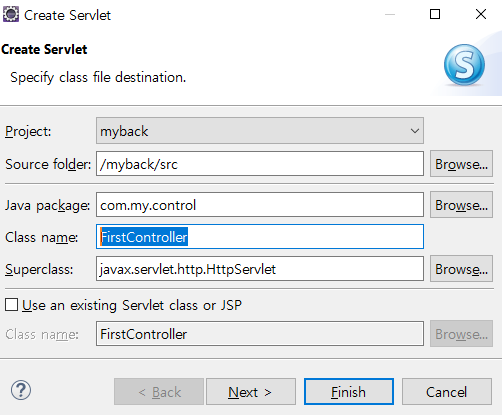 Create Servlet
Create Servlet
Specify class file destination.
S
Project: myback
Source folder: /myback/src Browse...
Java package: com.my.control Browse...
Class name: FirstController
Superclass: javax.servlet.http.HttpServlet Browse...
Use an existing Servlet class or JSP
Class name: FirstController Browse...
? < Back Next > Finish Cancel